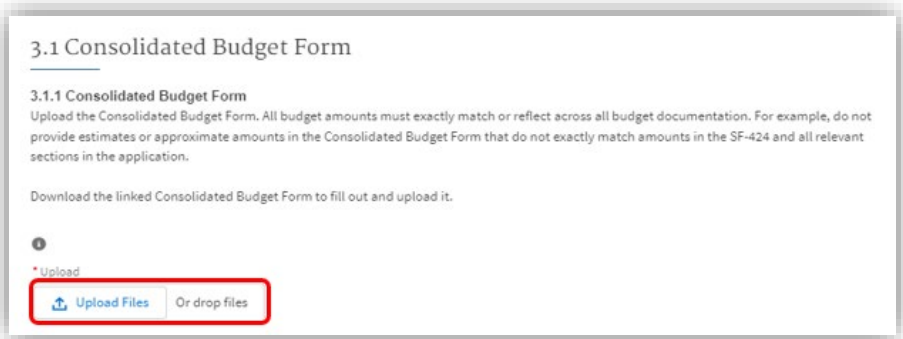 3.1 Consolidated Budget Form
3.1.1 Consolidated Budget Form
Upload the Consolidated Budget Form. All budget amounts must exactly match or reflect across all budget documentation. For example, do not
provide estimates or approximate amounts in the Consolidated Budget Form that do not exactly match amounts in the SF-424 and all relevant
sections in the application.
Download the linked Consolidated Budget Form to fill out and upload it.
* Upload
Upload Files Or drop files